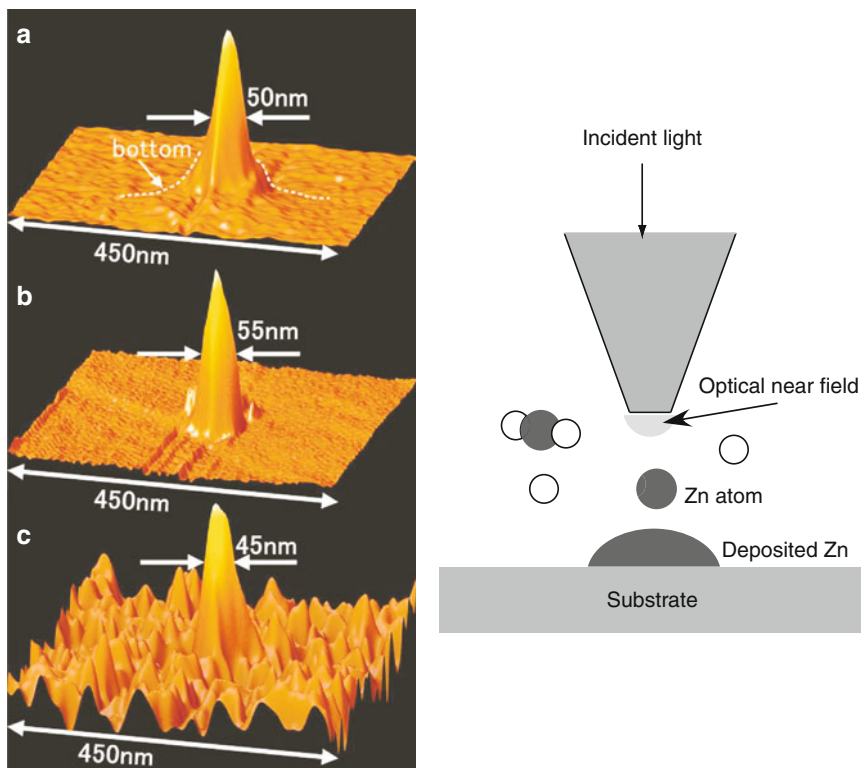 a
50nm
bottom
450nm
b
55nm
450nm
c
45nm
450nm
Incident light
Optical near field
Zn atom
Deposited Zn
Substrate